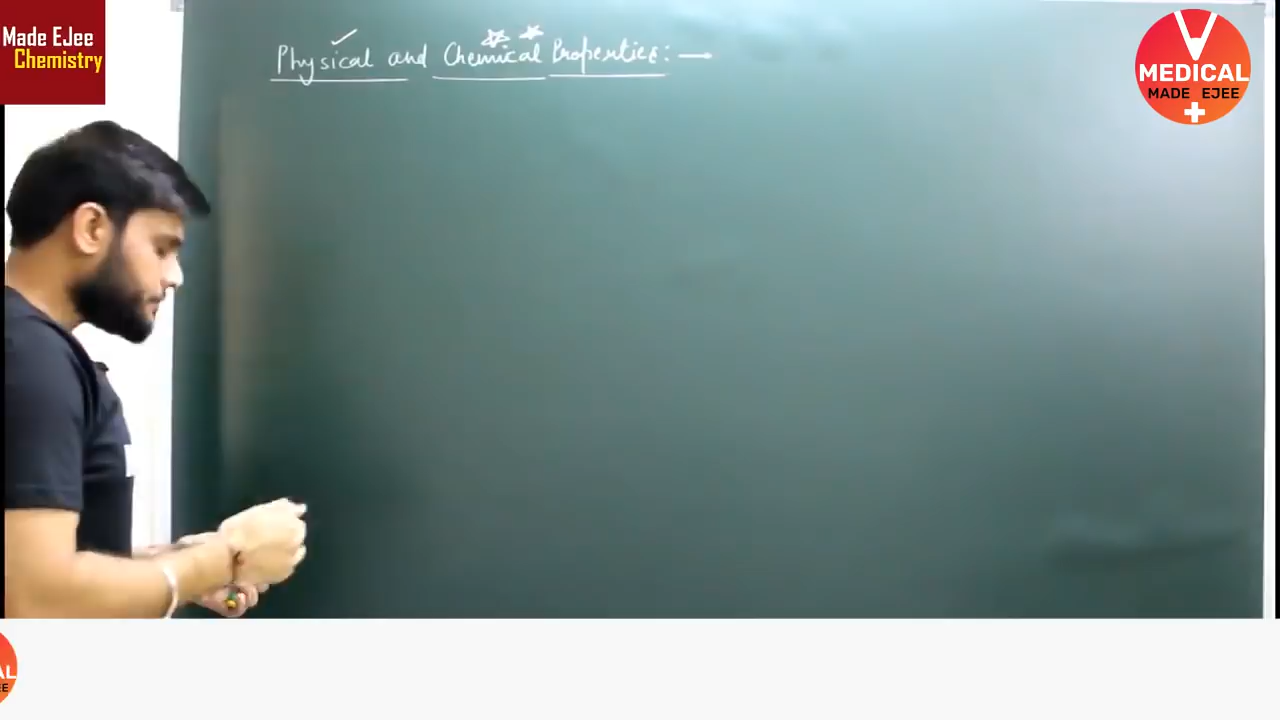 Made EJee
Chemistry
Physical and Chemical Properties: —
MEDICAL
MADE EJEE